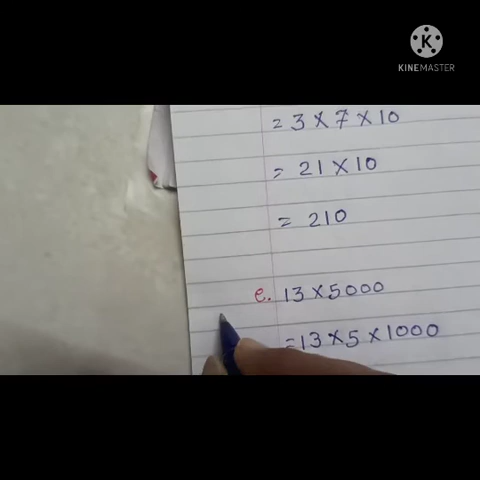 KINEMASTER
= 3 × 7 × 10
= 21 × 10
= 210
e. 13 × 5000
= 13 × 5 × 1000